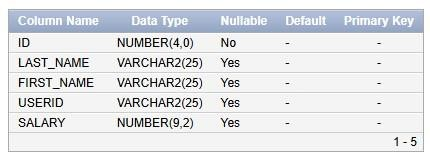 Column Name Data Type Nullable Default Primary Key
ID NUMBER(4,0) No - -
LAST_NAME VARCHAR2(25) Yes - -
FIRST_NAME VARCHAR2(25) Yes - -
USERID VARCHAR2(25) Yes - -
SALARY NUMBER(9,2) Yes - -
1 - 5